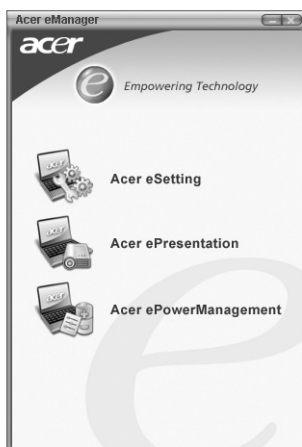 Acer eManager
acer
e Empowering Technology
Acer eSetting
Acer ePresentation
Acer ePowerManagement